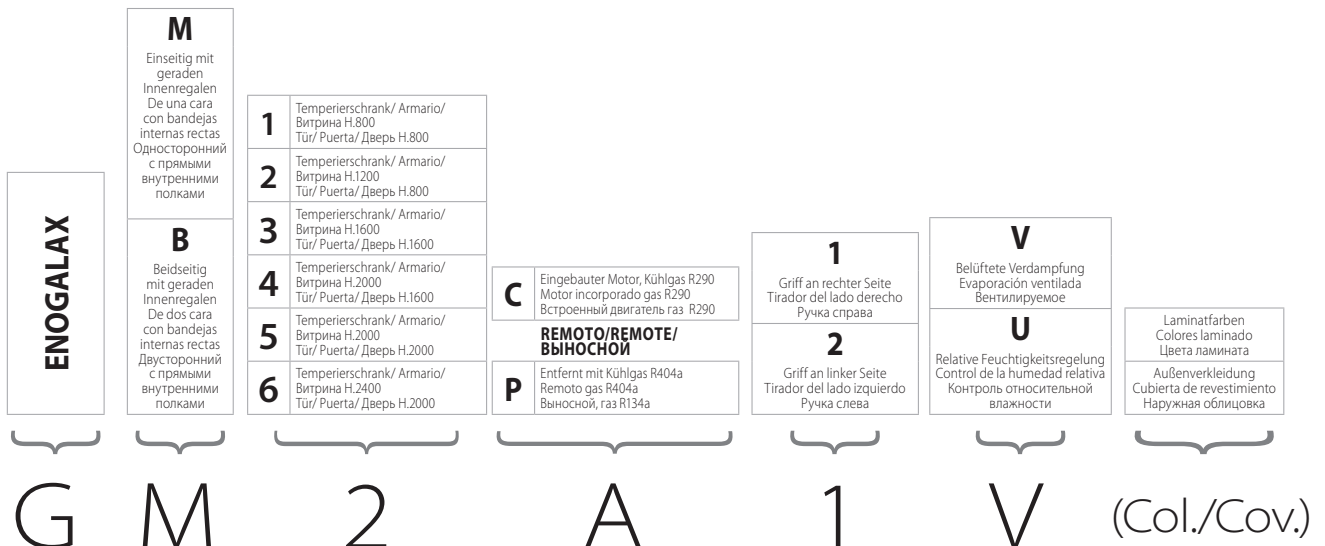 ENOGALAX
M
Einseitig mit
geraden
Innenregalen
De una cara
con bandejas
internas rectas
Односторонний
с прямыми
внутренними
полками
B
Beidseitig
mit geraden
Innenregalen
De dos cara
con bandejas
internas rectas
Двусторонний
с прямыми
внутренними
полками
1
Temperierschrank/ Armario/
Витрина H.800
Tür/ Puerta/ Дверь H.800
2
Temperierschrank/ Armario/
Витрина H.1200
Tür/ Puerta/ Дверь H.800
3
Temperierschrank/ Armario/
Витрина H.1600
Tür/ Puerta/ Дверь H.1600
4
Temperierschrank/ Armario/
Витрина H.2000
Tür/ Puerta/ Дверь H.1600
5
Temperierschrank/ Armario/
Витрина H.2000
Tür/ Puerta/ Дверь H.2000
6
Temperierschrank/ Armario/
Витрина H.2400
Tür/ Puerta/ Дверь H.2000
C
Eingebauter Motor, Kühlgas R290
Motor incorporado gas R290
Встроенный двигатель газ R290
REMOTO/REMOTE/
ВЫНОСНОЙ
P
Entfernt mit Kühlgas R404a
Remoto gas R404a
Выносной, газ R134a
1
Griff an rechter Seite
Tirador del lado derecho
Ручка справа
2
Griff an linker Seite
Tirador del lado izquierdo
Ручка слева
V
Belüftete Verdampfung
Evaporación ventilada
Вентилируемое
U
Relative Feuchtigkeitsregelung
Control de la humedad relativa
Контроль относительной
влажности
Laminatfarben
Colores laminado
Цвета ламината
Außenverkleidung
Cubierta de revestimiento
Наружная облицовка
G M 2 A 1 V (Col./Cov.)